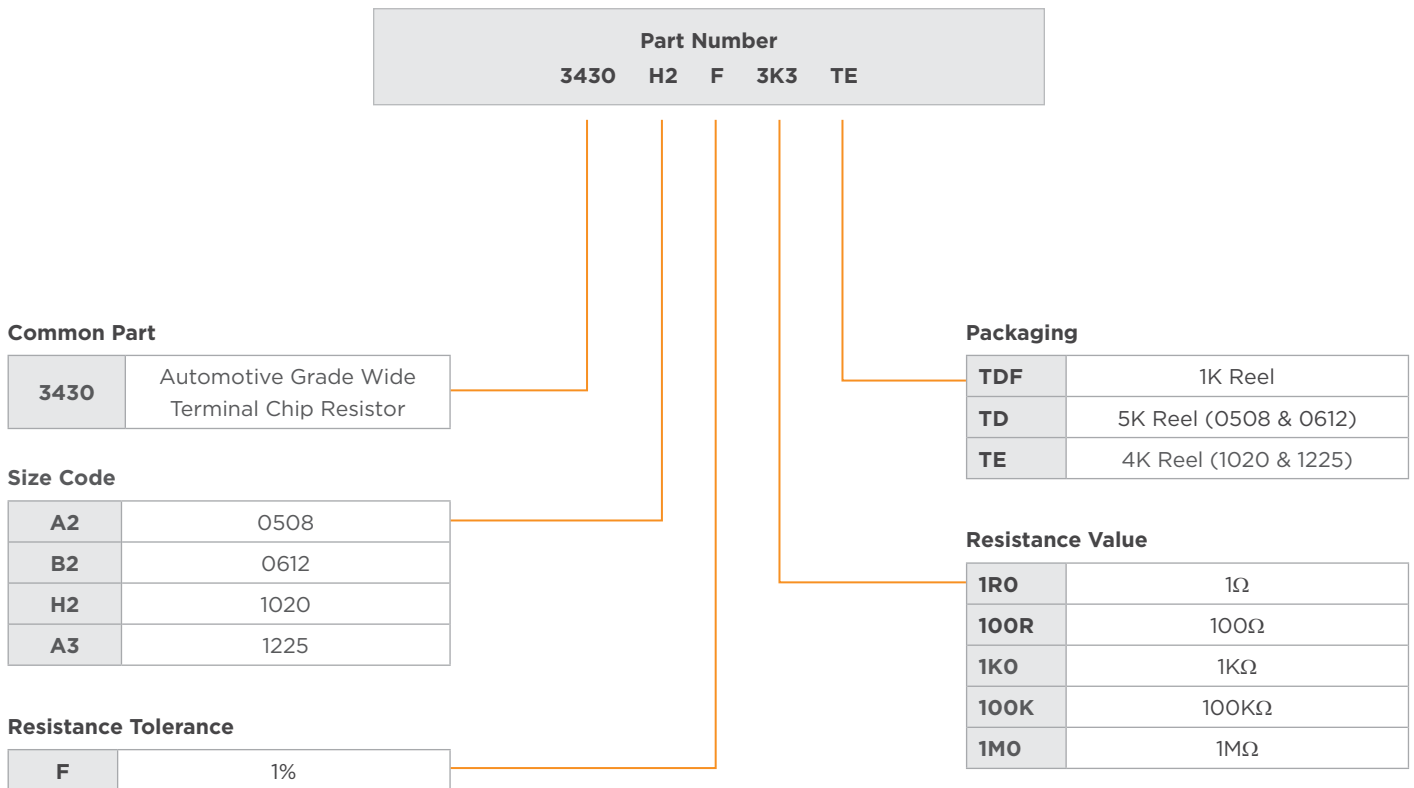 Part Number
3430 H2 F 3K3 TE
Common Part
3430 Automotive Grade Wide
Terminal Chip Resistor
Size Code
A2 0508
B2 0612
H2 1020
A3 1225
Resistance Tolerance
F 1%
Packaging
TDF 1K Reel
TD 5K Reel (0508 & 0612)
TE 4K Reel (1020 & 1225)
Resistance Value
1R0 1Ω
100R 100Ω
1K0 1KΩ
100K 100KΩ
1M0 1MΩ